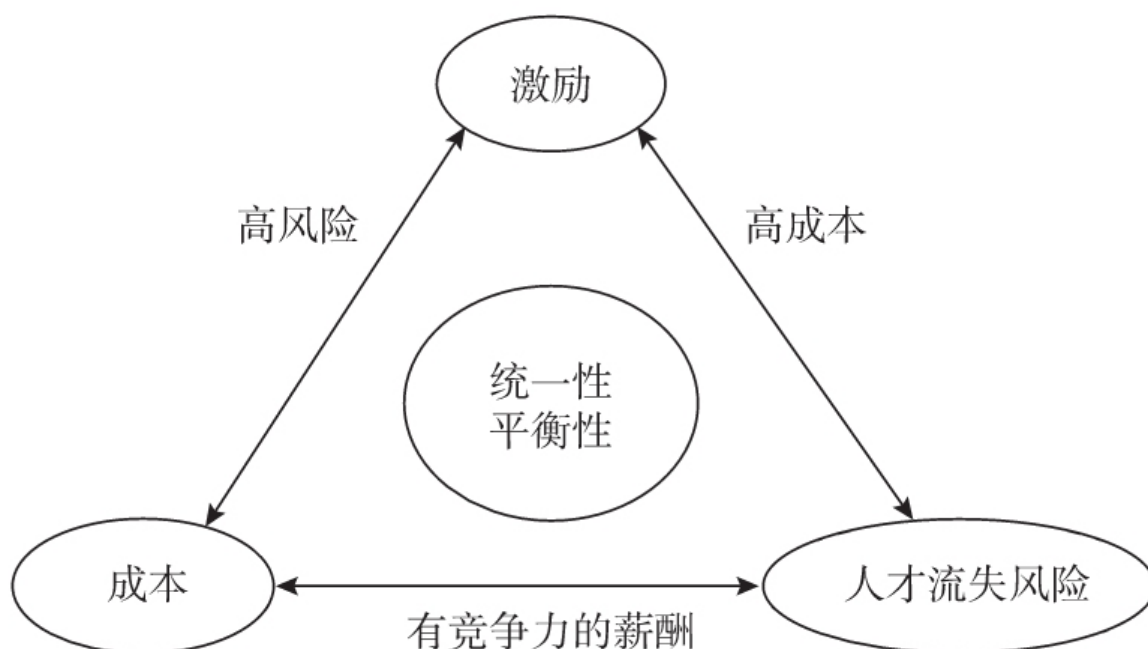 激励
高风险
高成本
统一性
平衡性
成本
人才流失风险
有竞争力的薪酬